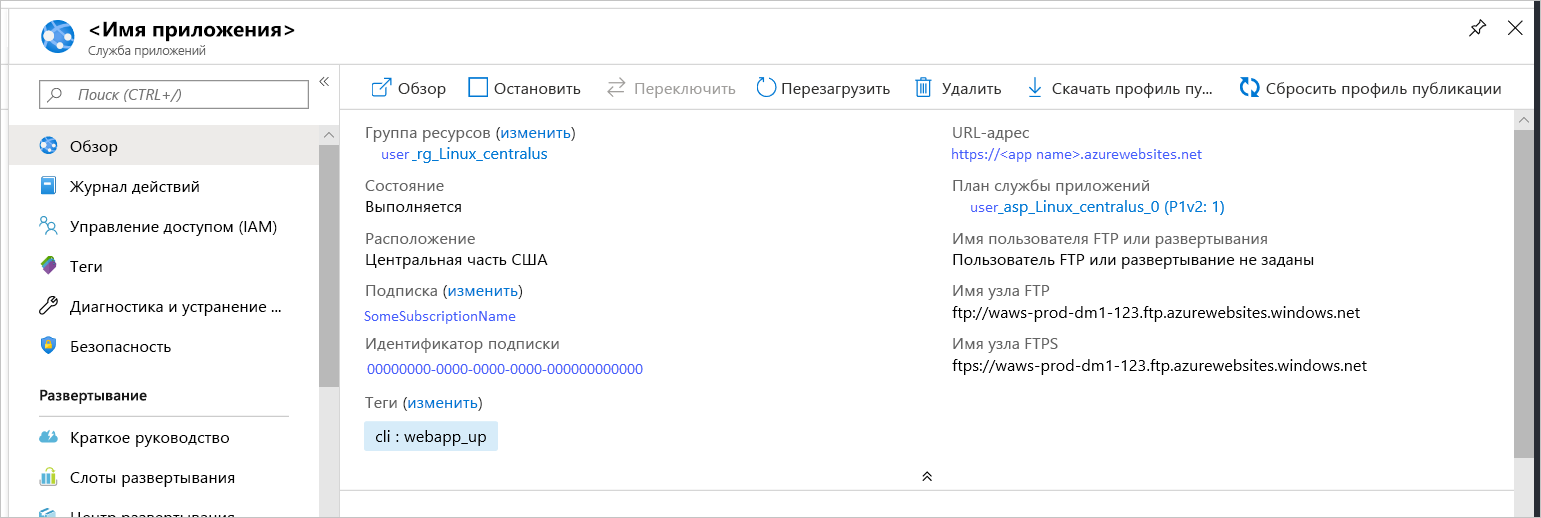 <Имя приложения>
Служба приложений
Поиск (CTRL+/)
Обзор
Журнал действий
Управление доступом (IAM)
Теги
Диагностика и устранение ...
Безопасность
Развертывание
Краткое руководство
Слоты развертывания
Центр развертывания
Обзор Остановить Переключить Перезагрузить Удалить Скачать профиль пу... Сбросить профиль публикации
Группа ресурсов (изменить)
user _rg_Linux_centralus
Состояние
Выполняется
Расположение
Центральная часть США
Подписка (изменить)
SomeSubscriptionName
Идентификатор подписки
00000000-0000-0000-0000-000000000000
Теги (изменить)
cli : webapp_up
URL-адрес
https://<app name>.azurewebsites.net
План службы приложений
user_asp_Linux_centralus_0 (P1v2: 1)
Имя пользователя FTP или развертывания
Пользователь FTP или развертывание не заданы
Имя узла FTP
ftp://waws-prod-dm1-123.ftp.azurewebsites.windows.net
Имя узла FTPS
ftps://waws-prod-dm1-123.ftp.azurewebsites.windows.net